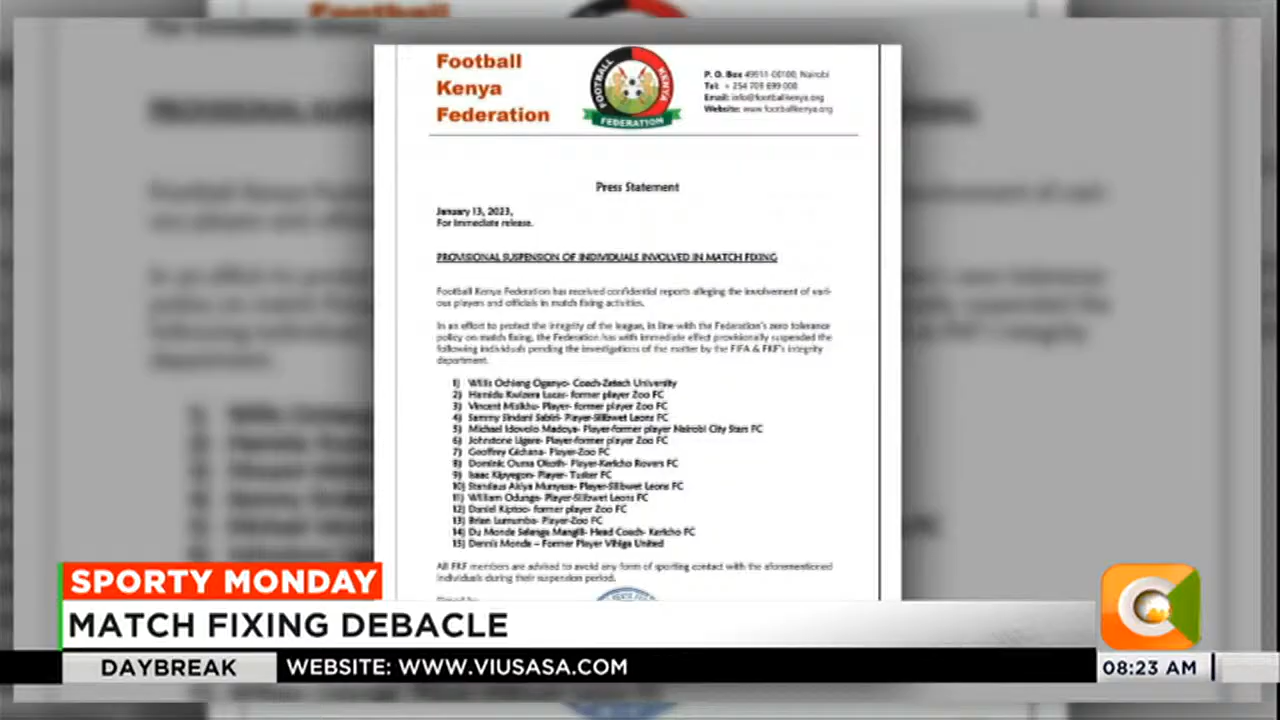 Football
Kenya
Federation
FOOTBALL KENYA
FEDERATION
P. O. Box 49511-00100, Nairobi
Tel: + 254 709 699 000
Email: info@footballkenya.org
Website: www.footballkenya.org
Press Statement
January 13, 2023,
For immediate release.
PROVISIONAL SUSPENSION OF INDIVIDUALS INVOLVED IN MATCH FIXING
Football Kenya Federation has received confidential reports alleging the involvement of vari-
ous players and officials in match fixing activities.
In an effort to protect the integrity of the league, in line with the Federation's zero tolerance
policy on match fixing, the Federation has with immediate effect provisionally suspended the
following individuals pending the investigations of the matter by the FIFA & FKF's integrity
department.
1) Willis Ochieng Oganyo- Coach-Zetech University
2) Hamidu Kwizera Lucas- former player Zoo FC
3) Vincent Misikhu- Player- former player Zoo FC
4) Sammy Sindani Sabiri- Player-Silibwet Leons FC
5) Michael Idovolo Madoya- Player-former player Nairobi City Stars FC
6) Johnstone Ligare- Player-former player Zoo FC
7) Geoffrey Gichana- Player-Zoo FC
8) Dominic Ouma Okoth- Player-Kericho Rovers FC
9) Isaac Kipyegon- Player- Tusker FC
10) Stanilaus Akiya Munyasa- Player-Silibwet Leons FC
11) William Odunga- Player-Silibwet Leons FC
12) Daniel Kiptoo- former player Zoo FC
13) Brian Lumumba- Player-Zoo FC
14) Du Monde Selenga Mangili- Head Coach- Kericho FC
15) Dennis Monda – Former Player Vihiga United
All FKF members are advised to avoid any form of sporting contact with the aforementioned
individuals during their suspension period.
SPORTY MONDAY
MATCH FIXING DEBACLE
DAYBREAK WEBSITE: WWW.VIUSASA.COM
08:23 AM